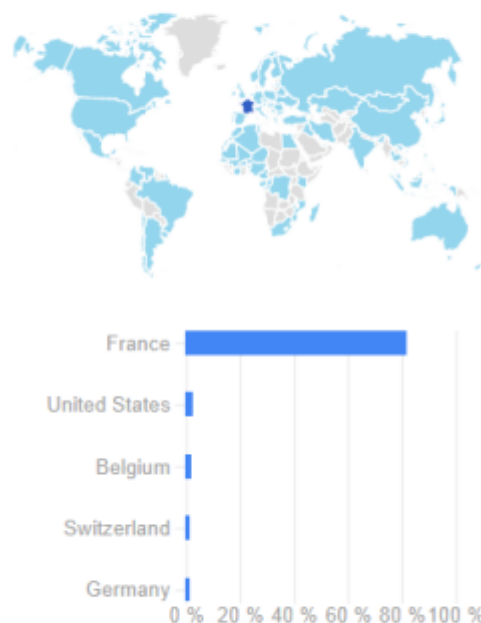 France
United States
Belgium
Switzerland
Germany
0 % 20 % 40 % 60 % 80 % 100 %